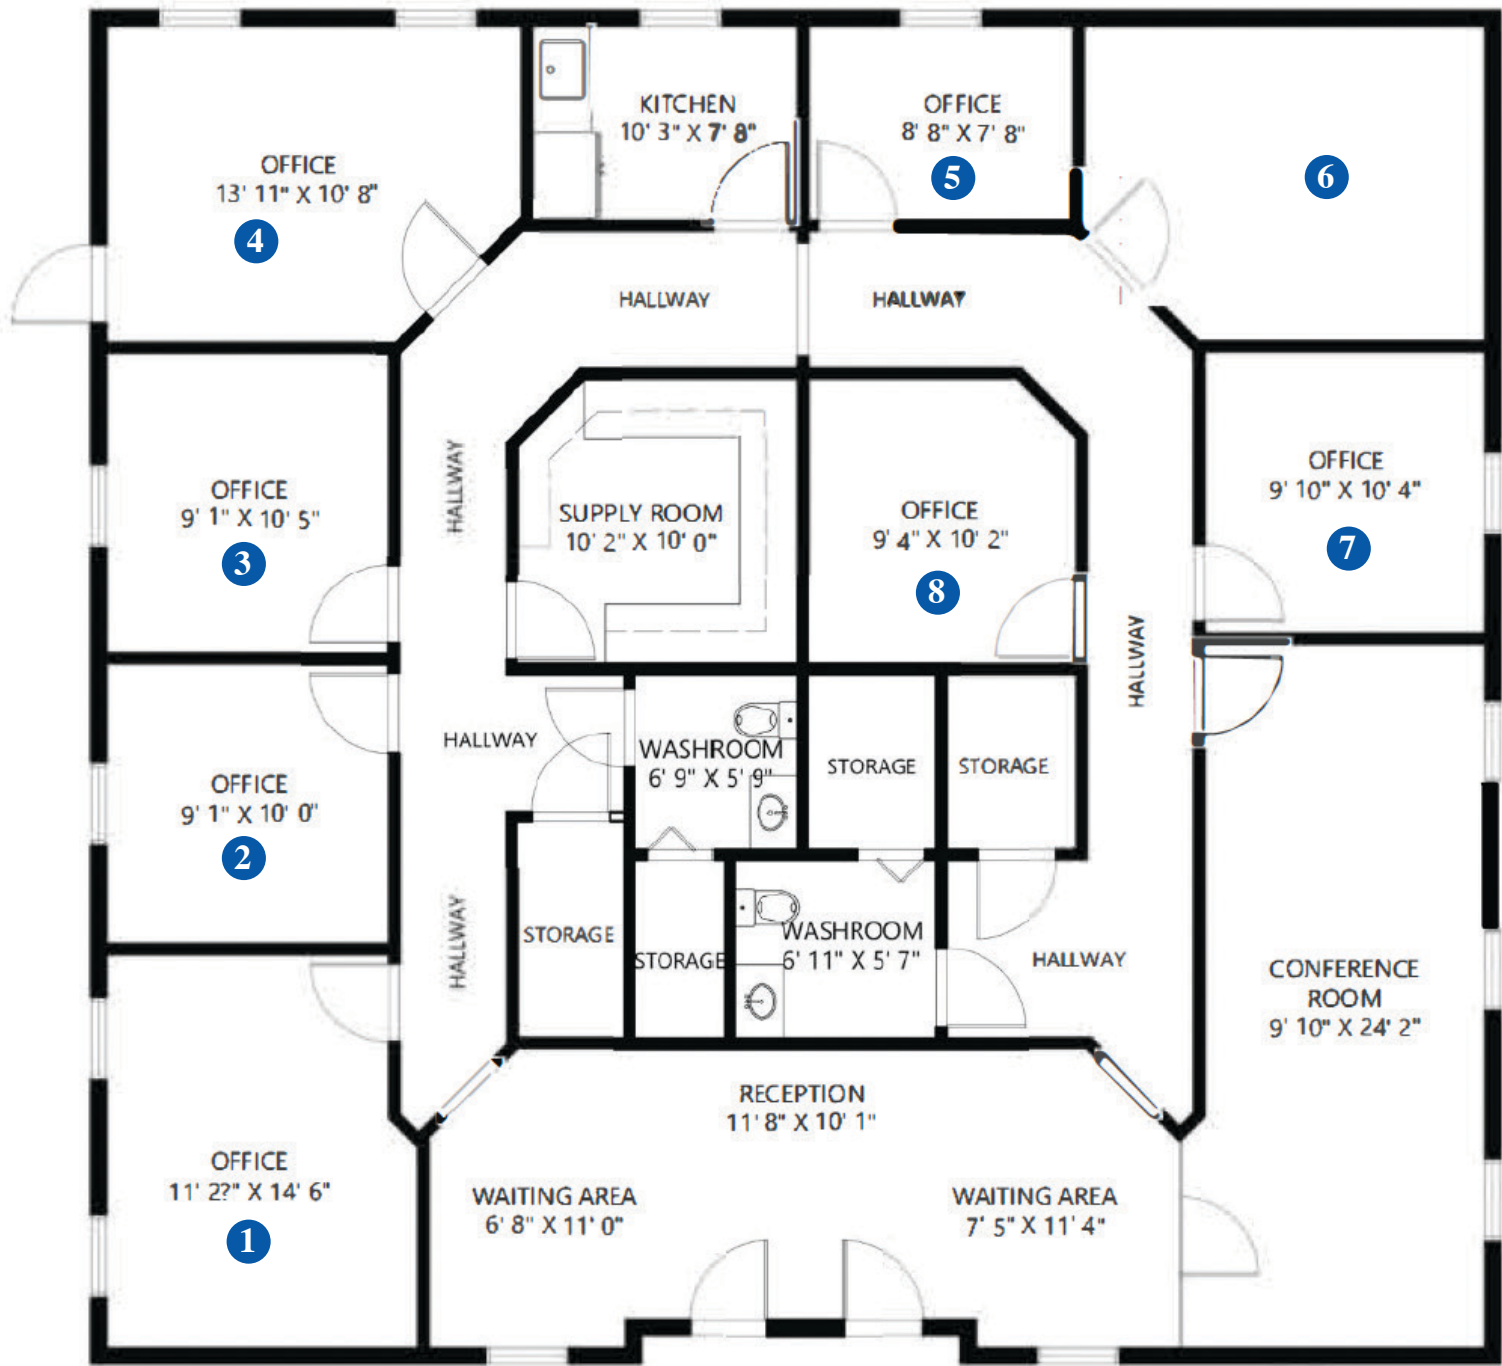 KITCHEN
10' 3" X 7' 8"
OFFICE
8' 8" X 7' 8"
5
6
OFFICE
13' 11" X 10' 8"
4
HALLWAY
HALLWAY
HALLWAY
OFFICE
9' 1" X 10' 5"
3
SUPPLY ROOM
10' 2" X 10' 0"
OFFICE
9' 4" X 10' 2"
8
OFFICE
9' 10" X 10' 4"
7
HALLWAY
HALLWAY
WASHROOM
6' 9" X 5' 9"
STORAGE
STORAGE
OFFICE
9' 1" X 10' 0"
2
HALLWAY
STORAGE
STORAGE
WASHROOM
6' 11" X 5' 7"
HALLWAY
CONFERENCE
ROOM
9' 10" X 24' 2"
RECEPTION
11' 8" X 10' 1"
OFFICE
11' 2?" X 14' 6"
1
WAITING AREA
6' 8" X 11' 0"
WAITING AREA
7' 5" X 11' 4"